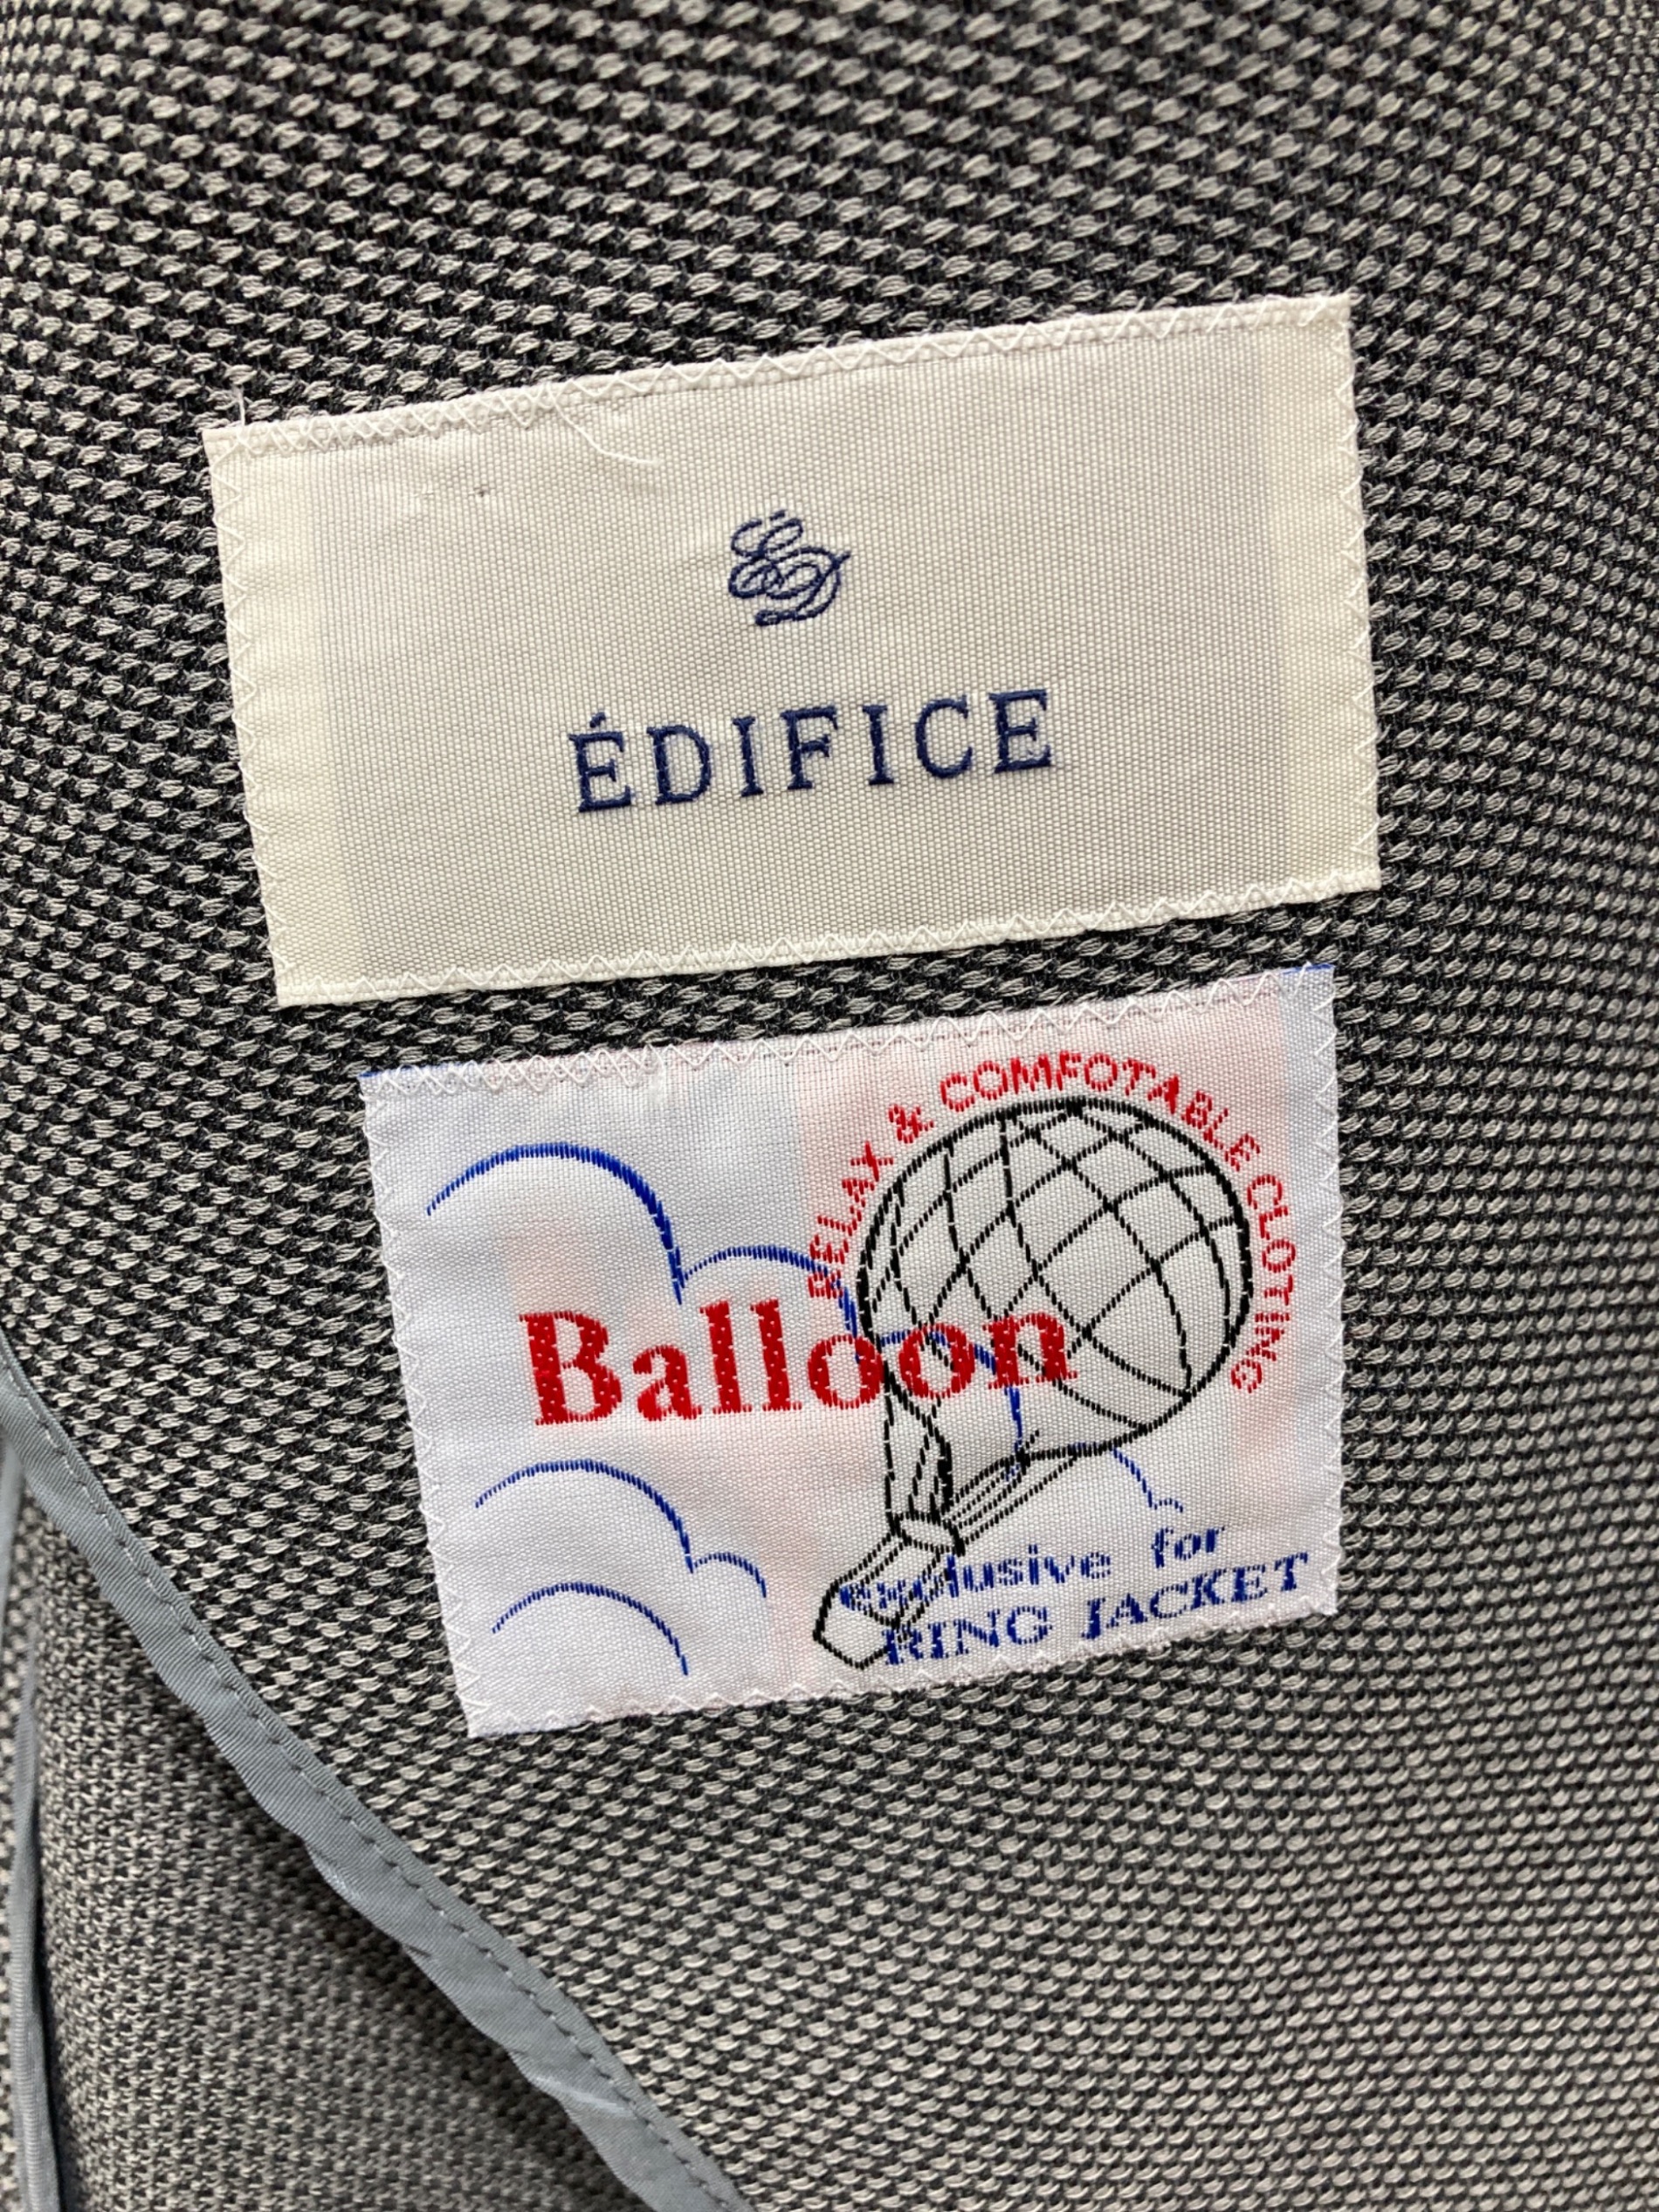 ÉDIFICE
RELAX & COMFOTABLE CLOTING
Balloon
exclusive for
RING JACKET